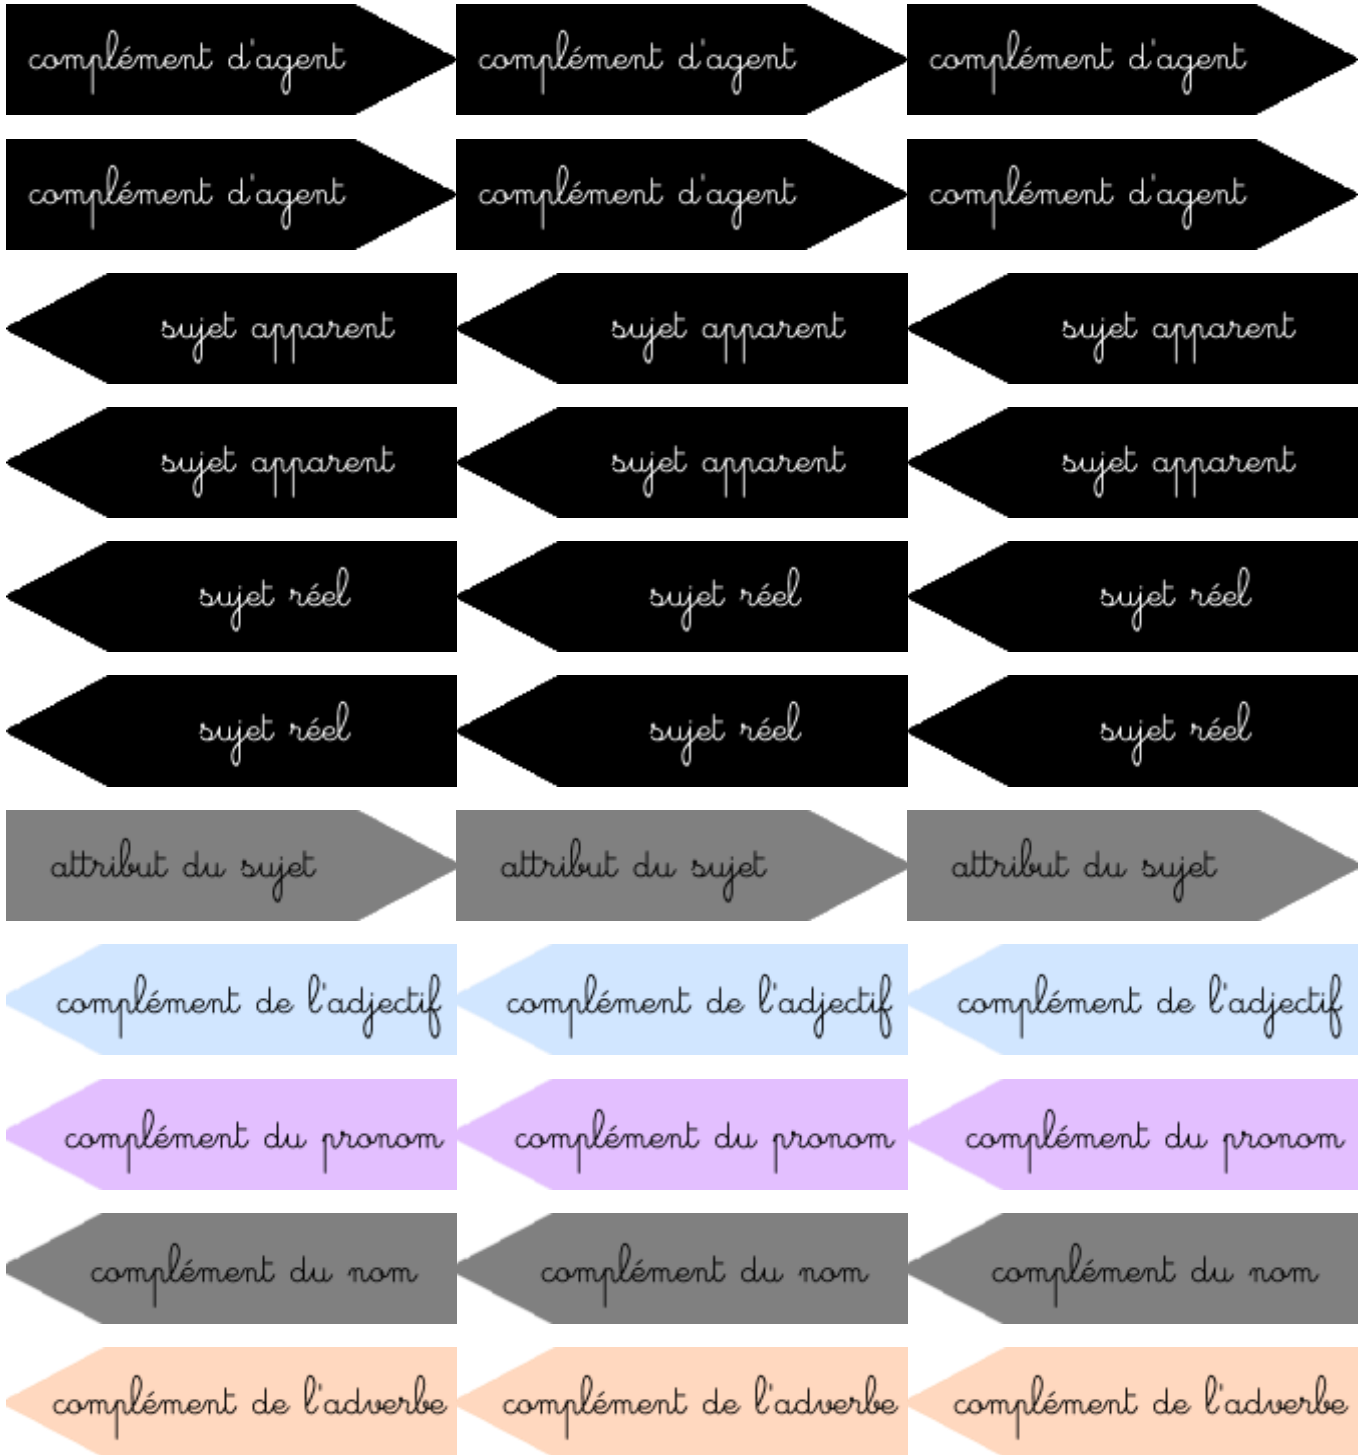 complément d'agent complément d'agent complément d'agent
complément d'agent complément d'agent complément d'agent
sujet apparent sujet apparent sujet apparent
sujet apparent sujet apparent sujet apparent
sujet réel sujet réel sujet réel
sujet réel sujet réel sujet réel
attribut du sujet attribut du sujet attribut du sujet
complément de l'adjectif complément de l'adjectif complément de l'adjectif
complément du pronom complément du pronom complément du pronom
complément du nom complément du nom complément du nom
complément de l'adverbe complément de l'adverbe complément de l'adverbe